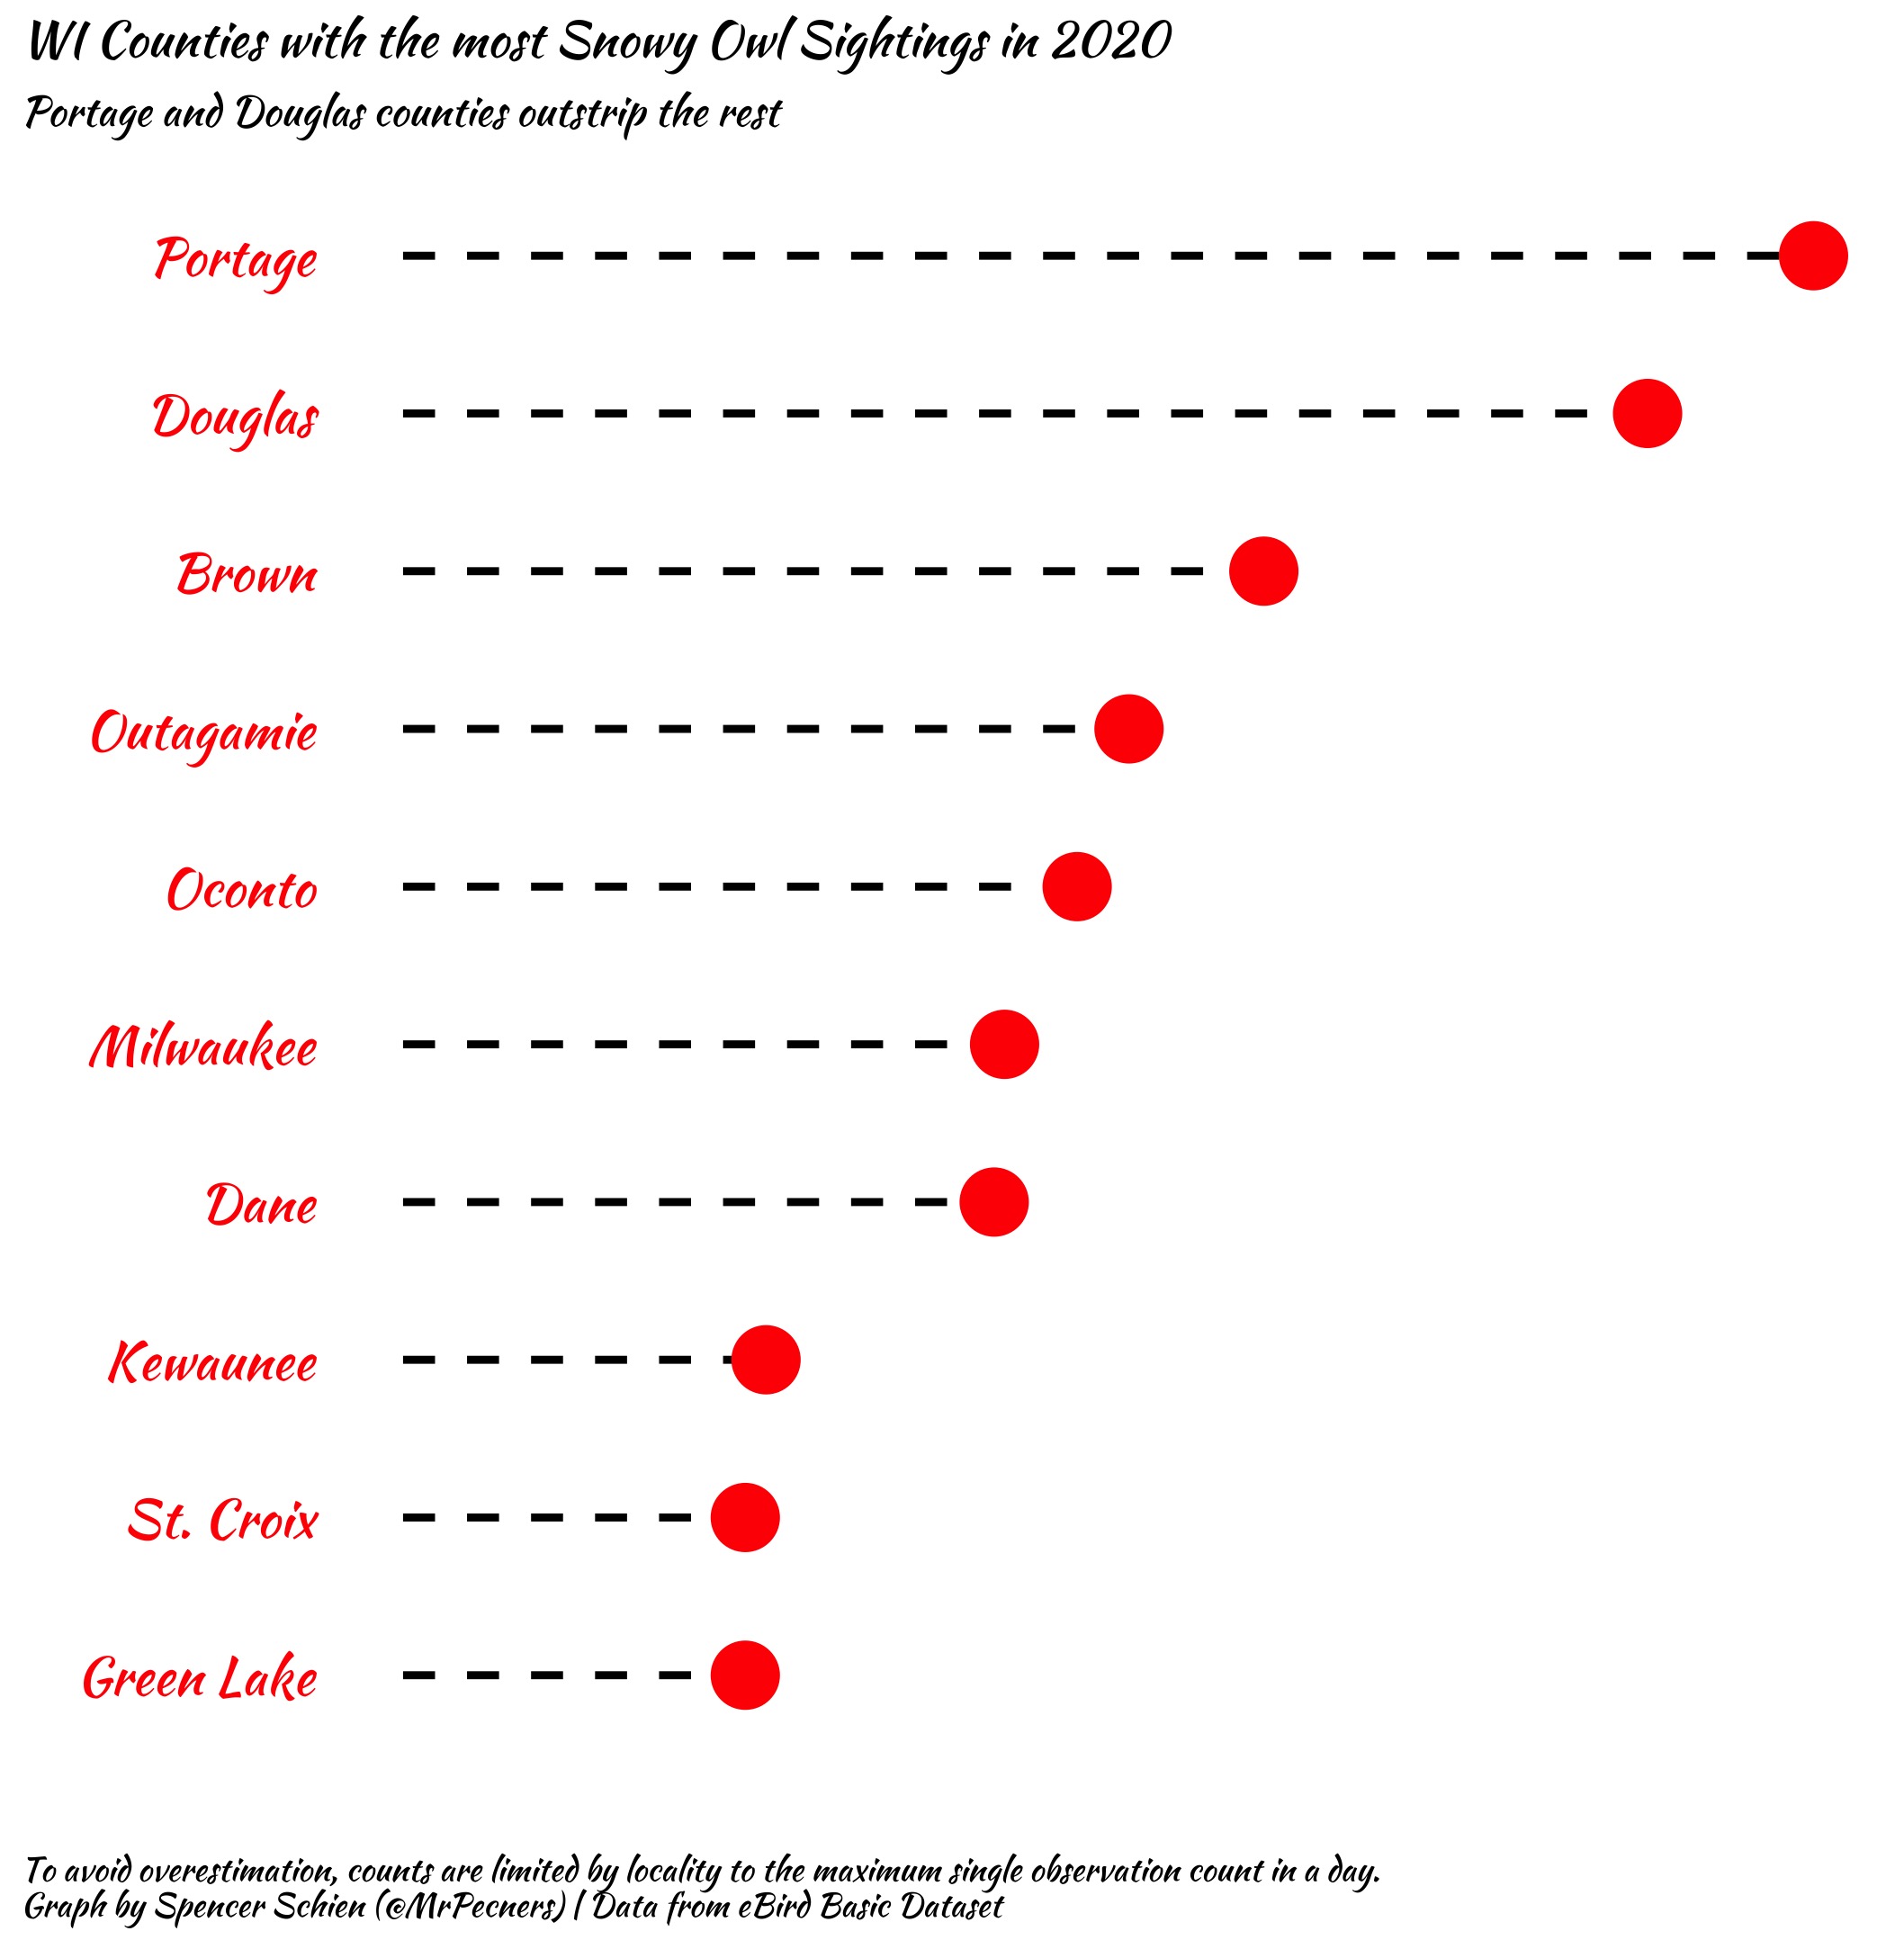 WI Counties with the most Snowy Owl Sightings in 2020
Portage and Douglas counties outstrip the rest
Portage
Douglas
Brown
Outagamie
Oconto
Milwaukee
Dane
Kewaunee
St. Croix
Green Lake
To avoid overestimation, counts are limited by locality to the maximum single observation count in a day.
Graph by Spencer Schien (@MrPecners) | Data from eBird Basic Dataset